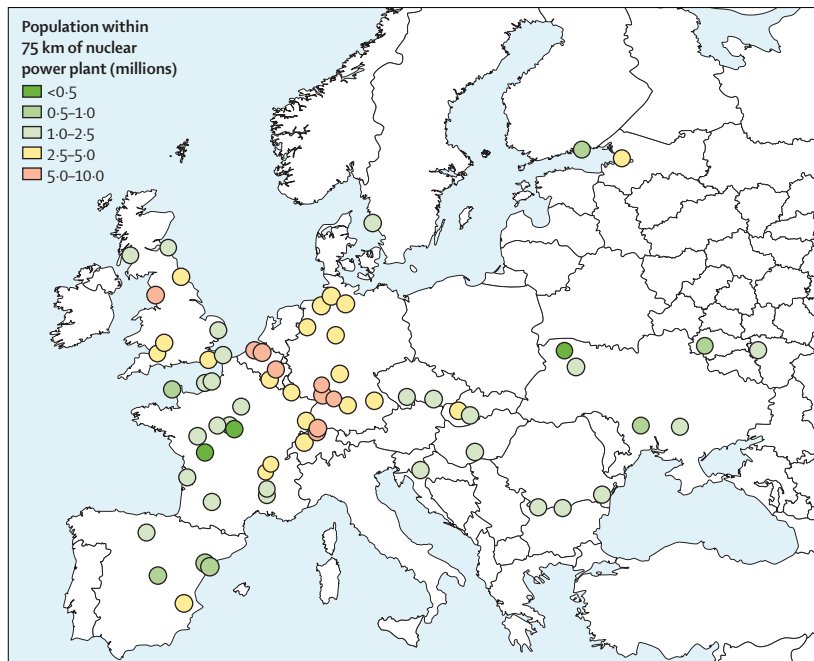 Population within
75 km of nuclear
power plant (millions)
<0·5
0·5–1·0
1·0–2·5
2·5–5·0
5·0–10·0